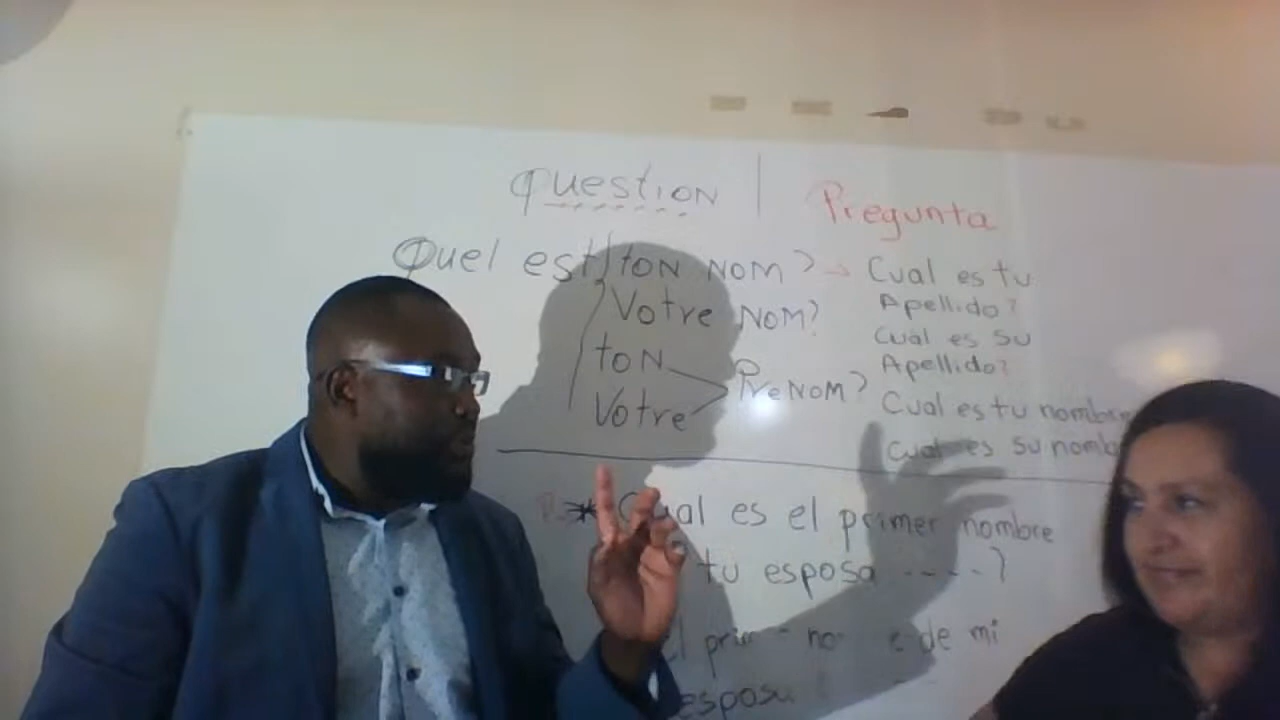 Question | Pregunta
Quel est ton nom? → Cual es tu
Apellido?
Votre nom?
Cual es su
Apellido?
ton
Votre
Prenom?
Cual es tu nombre
Cual es su
* Cual es el primer nombre
tu esposa ----?
de mi